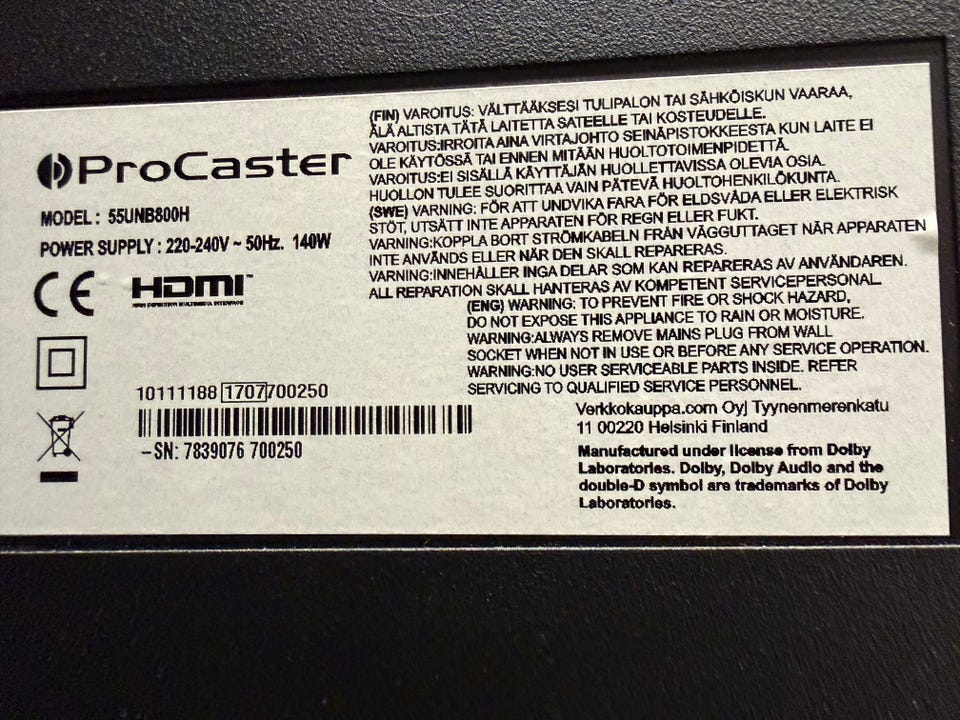 ProCaster
MODEL : 55UNB800H
POWER SUPPLY : 220-240V ~ 50Hz. 140W
CE HDMI™
HIGH DEFINITION MULTIMEDIA INTERFACE
10111188 1707 700250
-SN: 7839076 700250
(FIN) VAROITUS: VÄLTTÄÄKSESI TULIPALON TAI SÄHKÖISKUN VAARAA,
ÄLÄ ALTISTA TÄTÄ LAITETTA SATEELLE TAI KOSTEUDELLE.
VAROITUS:IRROITA AINA VIRTAJOHTO SEINÄPISTOKKEESTA KUN LAITE EI
OLE KÄYTÖSSÄ TAI ENNEN MITÄÄN HUOLTOTOIMENPIDETTÄ.
VAROITUS:EI SISÄLLÄ KÄYTTÄJÄN HUOLLETTAVISSA OLEVIA OSIA.
HUOLLON TULEE SUORITTAA VAIN PÄTEVÄ HUOLTOHENKILÖKUNTA.
(SWE) VARNING: FÖR ATT UNDVIKA FARA FÖR ELDSVÅDA ELLER ELEKTRISK
STÖT, UTSÄTT INTE APPARATEN FÖR REGN ELLER FUKT.
VARNING:KOPPLA BORT STRÖMKABELN FRÅN VÄGGUTTAGET NÄR APPARATEN
INTE ANVÄNDS ELLER NÄR DEN SKALL REPARERAS.
VARNING:INNEHÅLLER INGA DELAR SOM KAN REPARERAS AV ANVÄNDAREN.
ALL REPARATION SKALL HANTERAS AV KOMPETENT SERVICEPERSONAL
(ENG) WARNING: TO PREVENT FIRE OR SHOCK HAZARD,
DO NOT EXPOSE THIS APPLIANCE TO RAIN OR MOISTURE.
WARNING:ALWAYS REMOVE MAINS PLUG FROM WALL
SOCKET WHEN NOT IN USE OR BEFORE ANY SERVICE OPERATION.
WARNING:NO USER SERVICEABLE PARTS INSIDE. REFER
SERVICING TO QUALIFIED SERVICE PERSONNEL.
Verkkokauppa.com Oyj Tyynenmerenkatu
11 00220 Helsinki Finland
Manufactured under license from Dolby
Laboratories. Dolby, Dolby Audio and the
double-D symbol are trademarks of Dolby
Laboratories.